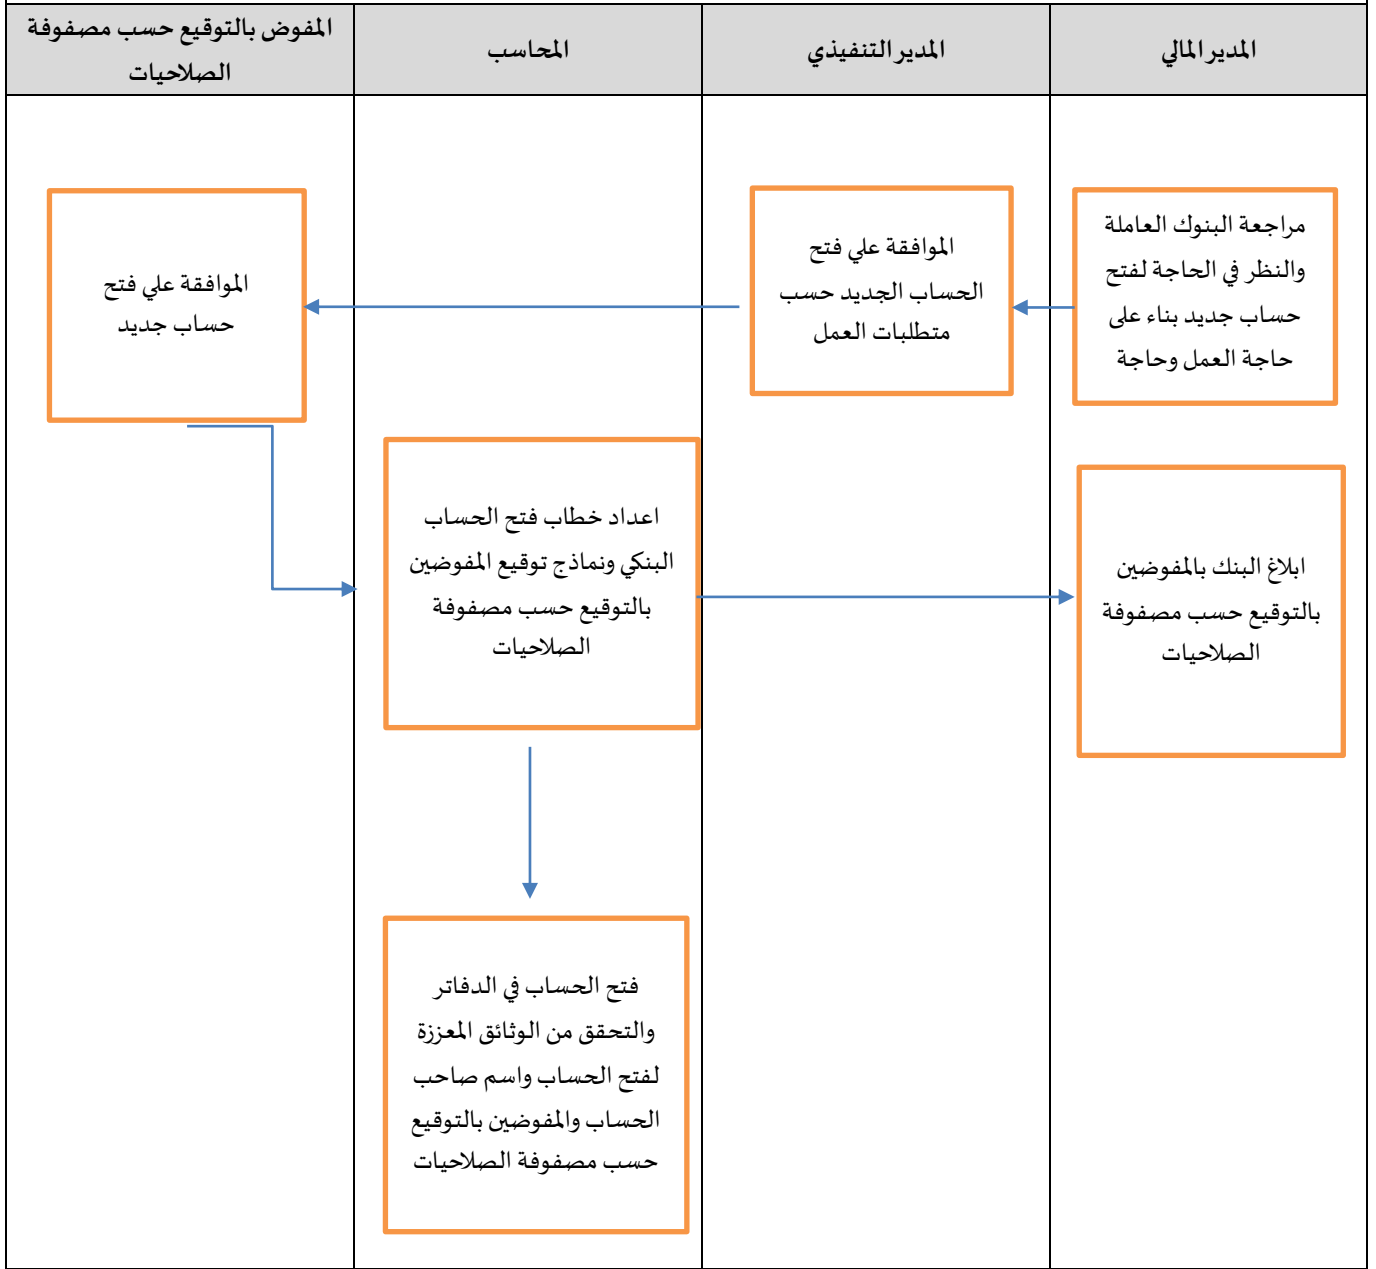 المدير المالي
المدير التنفيذي
المحاسب
المفوض بالتوقيع حسب مصفوفة
الصلاحيات
مراجعة البنوك العاملة
والنظر في الحاجة لفتح
حساب جديد بناء على
حاجة العمل وحاجة
الموافقة علي فتح
الحساب الجديد حسب
متطلبات العمل
الموافقة علي فتح
حساب جديد
اعداد خطاب فتح الحساب
البنكي ونماذج توقيع المفوضين
بالتوقيع حسب مصفوفة
الصلاحيات
ابلاغ البنك بالمفوضين
بالتوقيع حسب مصفوفة
الصلاحيات
فتح الحساب في الدفاتر
والتحقق من الوثائق المعززة
لفتح الحساب واسم صاحب
الحساب والمفوضين بالتوقيع
حسب مصفوفة الصلاحيات